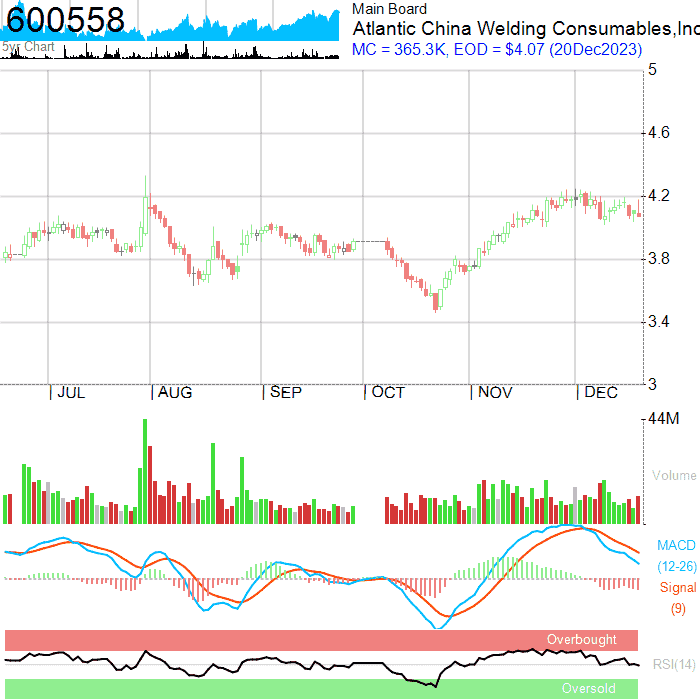 600558
5yr Chart
Main Board
Atlantic China Welding Consumables,Inc
MC = 365.3K, EOD = $4.07 (20Dec2023)
5
4.6
4.2
3.8
3.4
3
JUL
AUG
SEP
OCT
NOV
DEC
44M
Volume
MACD
(12-26)
Signal
(9)
Overbought
RSI(14)
Oversold